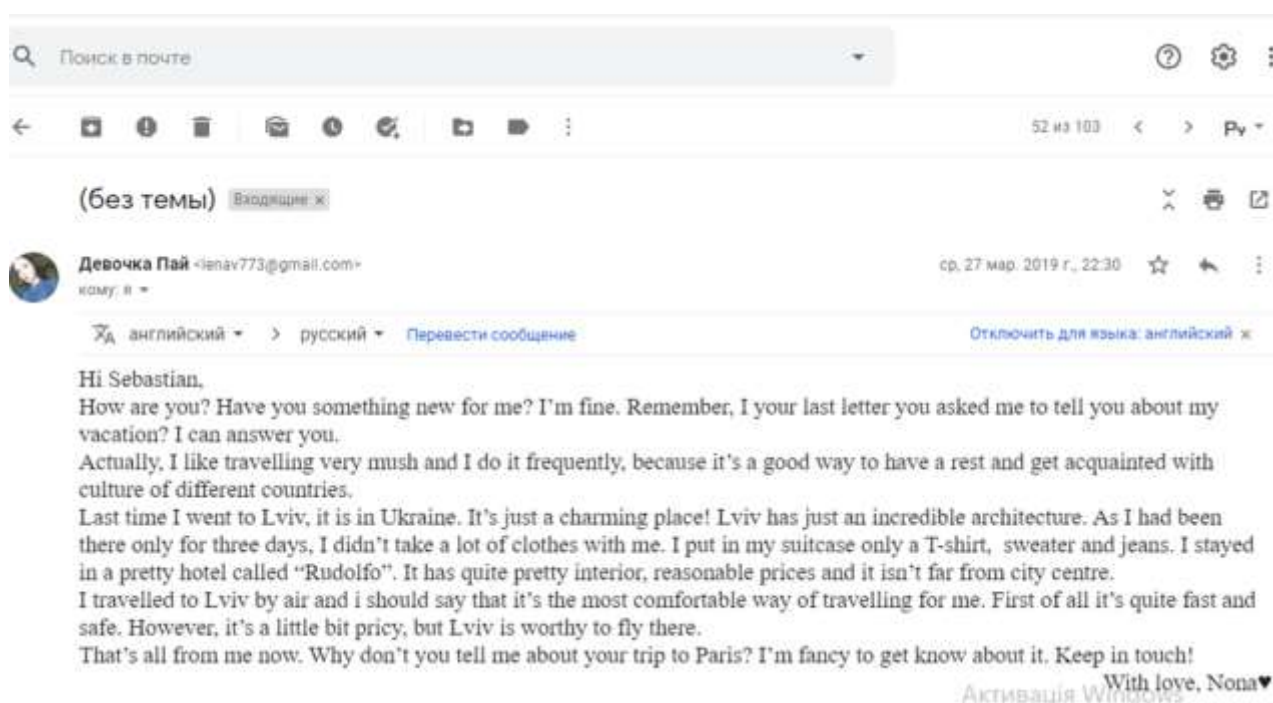 Поиск в почте
52 из 103
Ру
(без темы) Входящие ×
Девочка Пай <lenav773@gmail.com>
ср, 27 мар. 2019 г., 22:30
кому: я
английский > русский Перевести сообщение
Отключить для языка: английский ×
Hi Sebastian,
How are you? Have you something new for me? I’m fine. Remember, I your last letter you asked me to tell you about my
vacation? I can answer you.
Actually, I like travelling very mush and I do it frequently, because it’s a good way to have a rest and get acquainted with
culture of different countries.
Last time I went to Lviv, it is in Ukraine. It’s just a charming place! Lviv has just an incredible architecture. As I had been
there only for three days, I didn’t take a lot of clothes with me. I put in my suitcase only a T-shirt, sweater and jeans. I stayed
in a pretty hotel called “Rudolfo”. It has quite pretty interior, reasonable prices and it isn’t far from city centre.
I travelled to Lviv by air and i should say that it’s the most comfortable way of travelling for me. First of all it’s quite fast and
safe. However, it’s a little bit pricy, but Lviv is worthy to fly there.
That’s all from me now. Why don’t you tell me about your trip to Paris? I’m fancy to get know about it. Keep in touch!
With love, Nona♥
Активація Windows